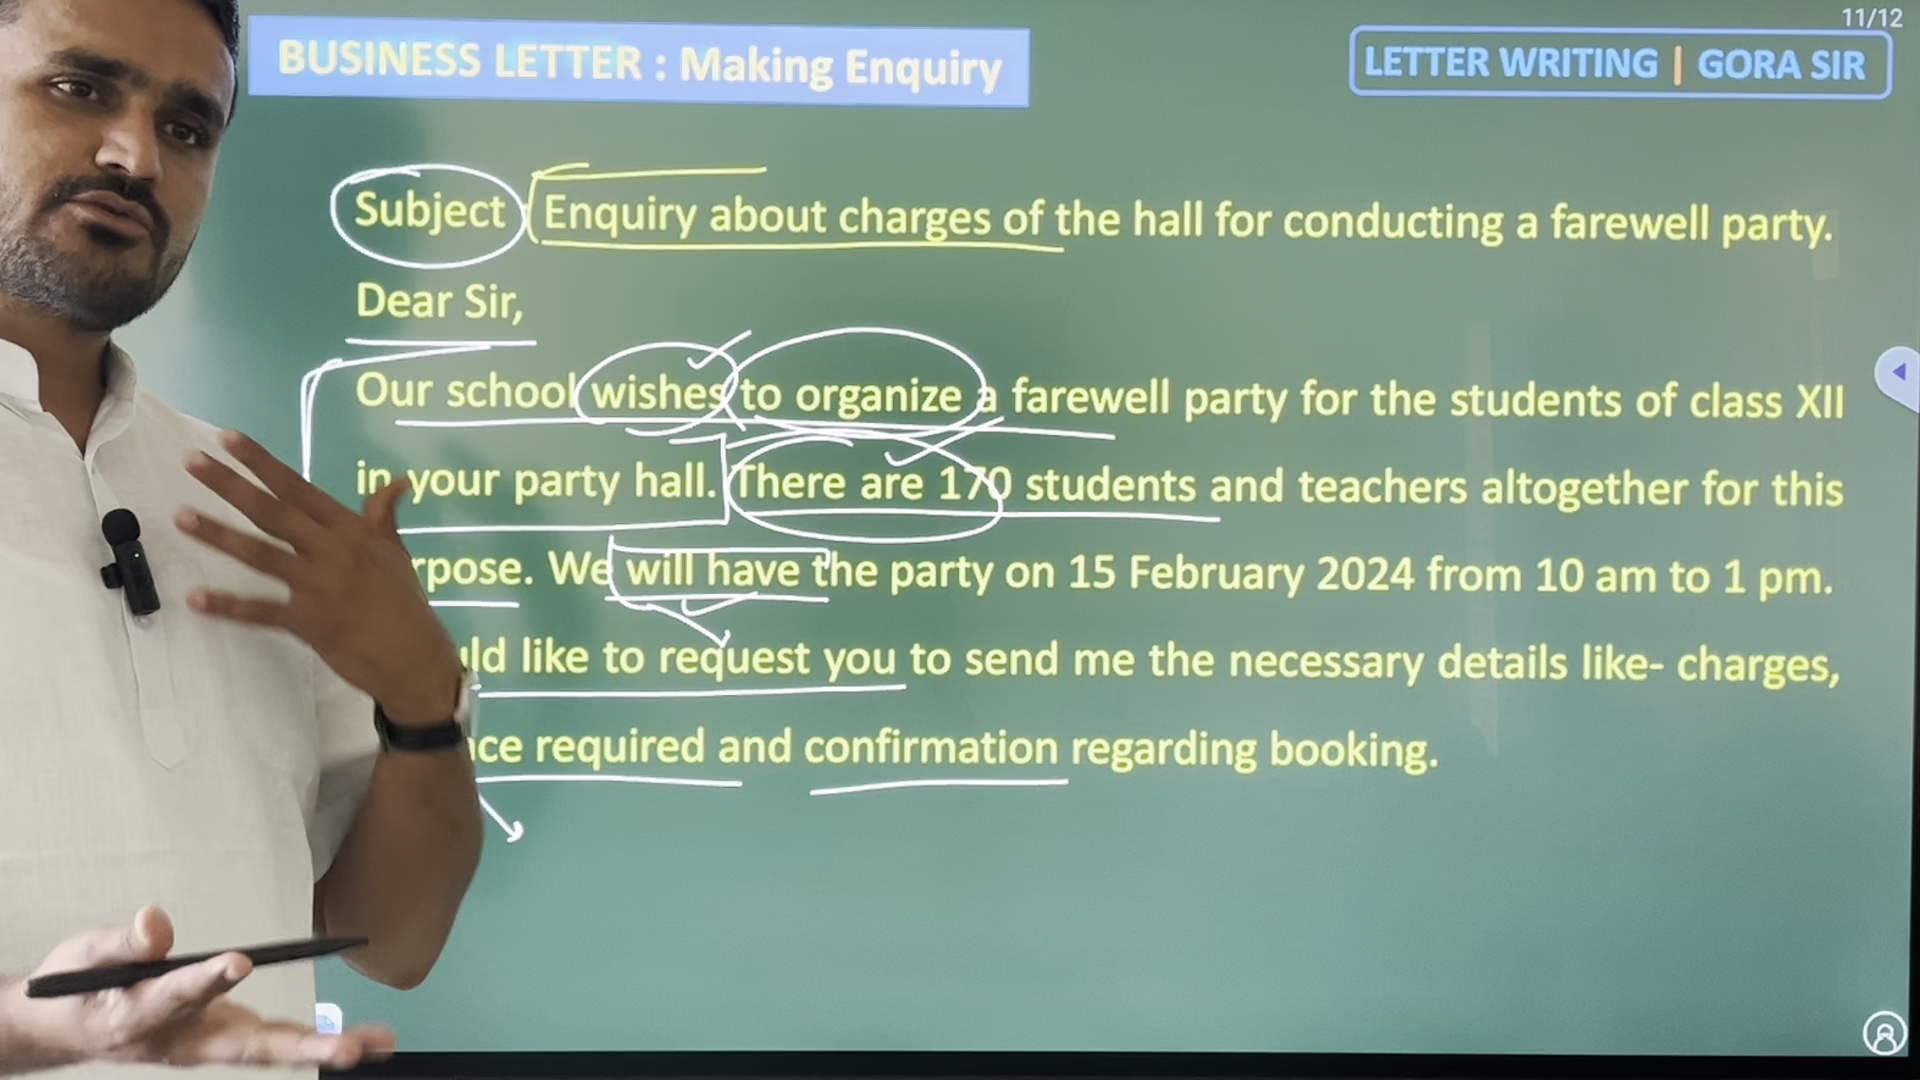 11/12
BUSINESS LETTER : Making Enquiry
LETTER WRITING | GORA SIR
Subject Enquiry about charges of the hall for conducting a farewell party.
Dear Sir,
Our school wishes to organize a farewell party for the students of class XII
in your party hall. There are 170 students and teachers altogether for this
rpose. We will have the party on 15 February 2024 from 10 am to 1 pm.
ld like to request you to send me the necessary details like- charges,
nce required and confirmation regarding booking.